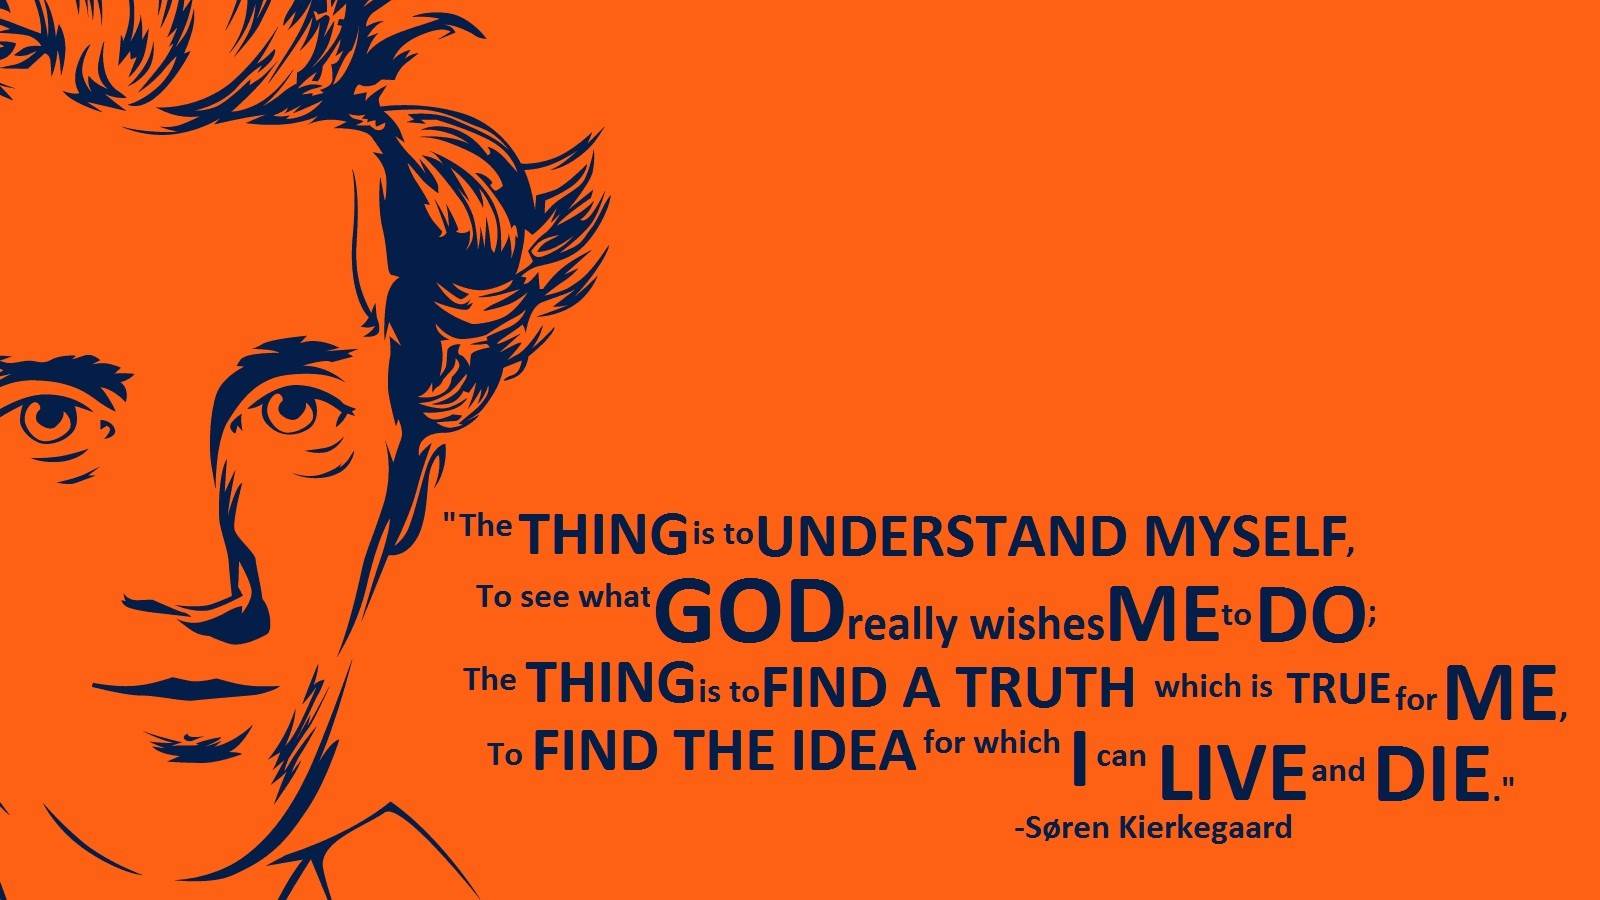 "The THING is to UNDERSTAND MYSELF,
To see what GOD really wishes ME to DO;
The THING is to FIND A TRUTH which is TRUE for ME,
To FIND THE IDEA for which I can LIVE and DIE."
-Søren Kierkegaard